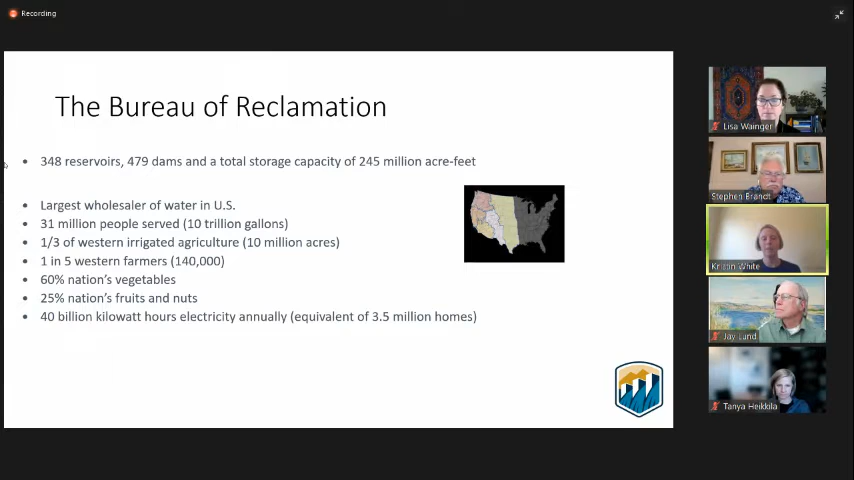 Recording
The Bureau of Reclamation
• 348 reservoirs, 479 dams and a total storage capacity of 245 million acre-feet
• Largest wholesaler of water in U.S.
• 31 million people served (10 trillion gallons)
• 1/3 of western irrigated agriculture (10 million acres)
• 1 in 5 western farmers (140,000)
• 60% nation's vegetables
• 25% nation's fruits and nuts
• 40 billion kilowatt hours electricity annually (equivalent of 3.5 million homes)
Lisa Wainger
Stephen Brandt
Kristin White
Jay Lund
Tanya Heikkila